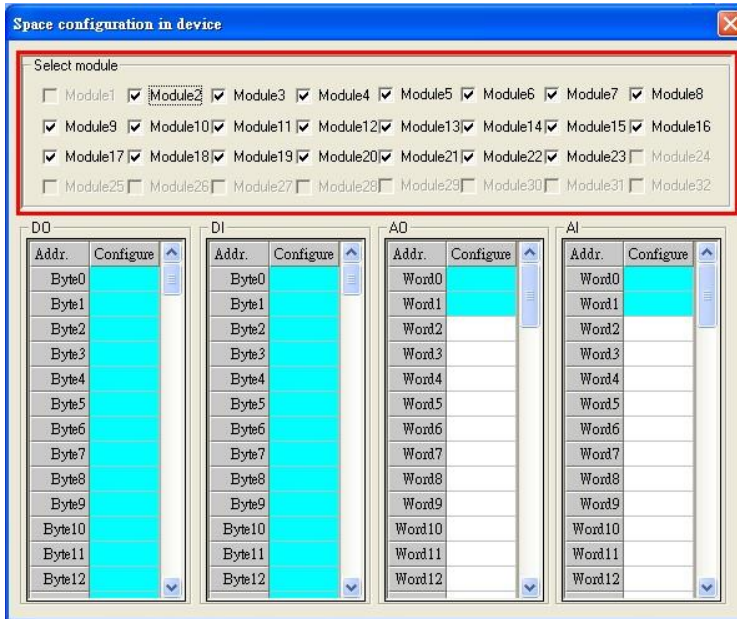 Space configuration in device
Select module
Module1 Module2 Module3 Module4 Module5 Module6 Module7 Module8
Module9 Module10 Module11 Module12 Module13 Module14 Module15 Module16
Module17 Module18 Module19 Module20 Module21 Module22 Module23 Module24
Module25 Module26 Module27 Module28 Module29 Module30 Module31 Module32
DO
Addr. Configure
Byte0
Byte1
Byte2
Byte3
Byte4
Byte5
Byte6
Byte7
Byte8
Byte9
Byte10
Byte11
Byte12
DI
Addr. Configure
Byte0
Byte1
Byte2
Byte3
Byte4
Byte5
Byte6
Byte7
Byte8
Byte9
Byte10
Byte11
Byte12
AO
Addr. Configure
Word0
Word1
Word2
Word3
Word4
Word5
Word6
Word7
Word8
Word9
Word10
Word11
Word12
AI
Addr. Configure
Word0
Word1
Word2
Word3
Word4
Word5
Word6
Word7
Word8
Word9
Word10
Word11
Word12